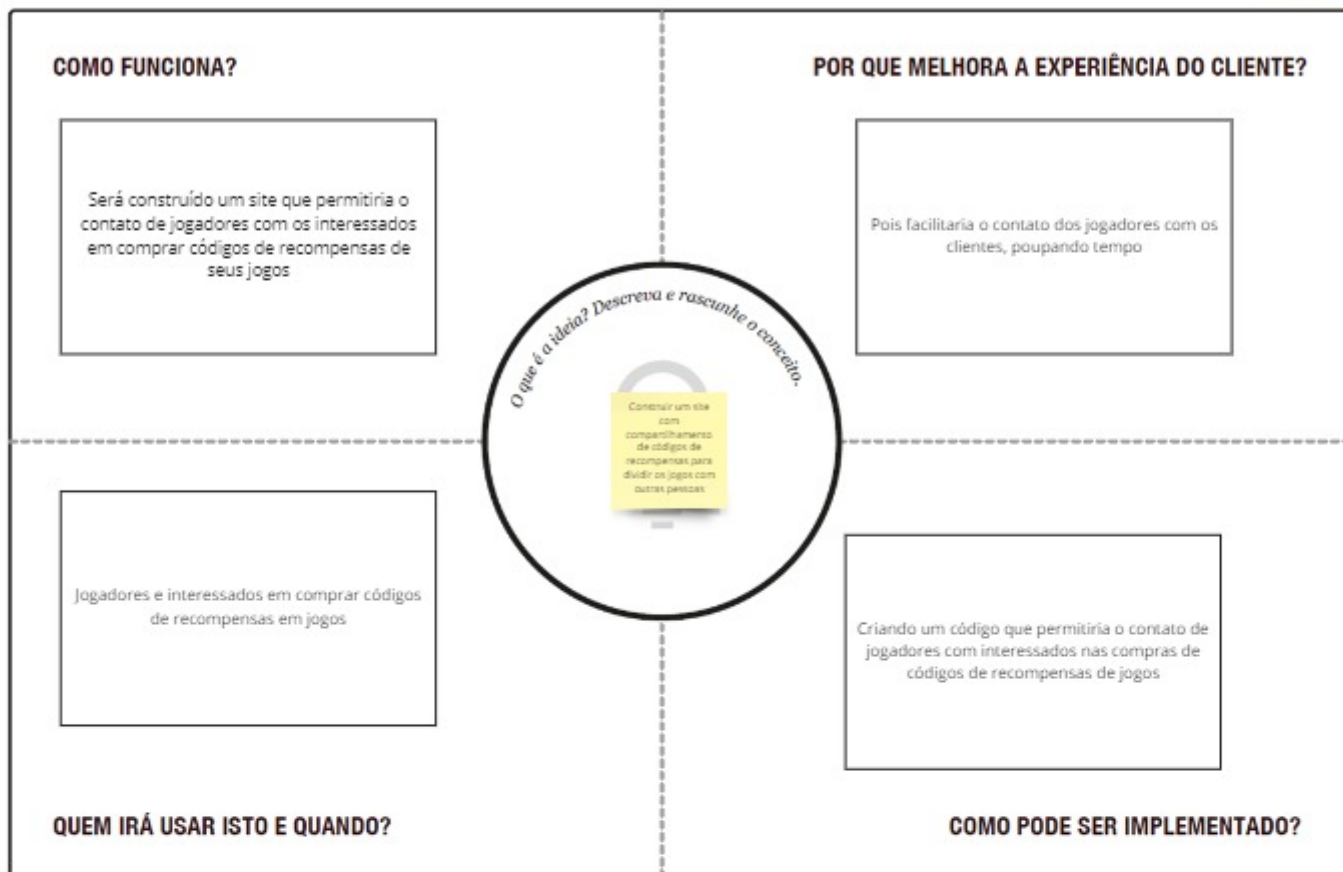 COMO FUNCIONA?
Será construído um site que permitiria o
contato de jogadores com os interessados
em comprar códigos de recompensas de
seus jogos
POR QUE MELHORA A EXPERIÊNCIA DO CLIENTE?
Pois facilitaria o contato dos jogadores com os
clientes, poupando tempo
O que é a ideia? Descreva e rascunhe o conceito.
Construir um site
com
compartilhamento
de códigos de
recompensas para
dividir os jogos com
outras pessoas
Jogadores e interessados em comprar códigos
de recompensas em jogos
QUEM IRÁ USAR ISTO E QUANDO?
Criando um código que permitiria o contato de
jogadores com interessados nas compras de
códigos de recompensas de jogos
COMO PODE SER IMPLEMENTADO?